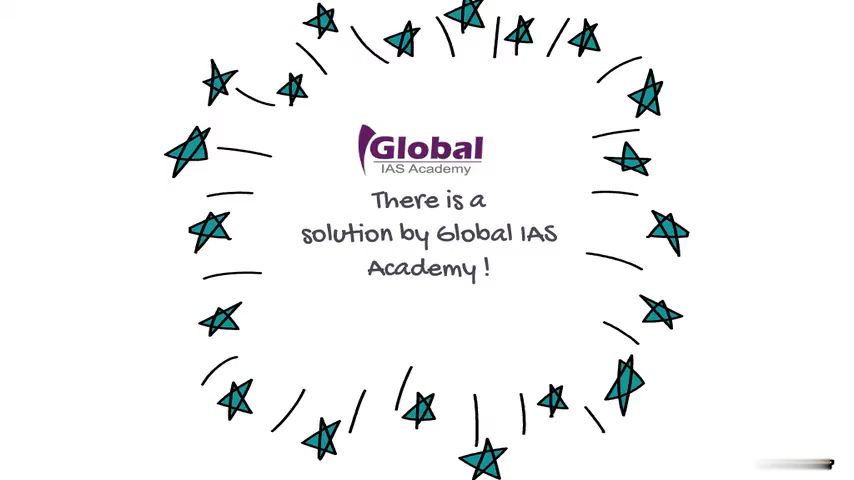 Global
IAS Academy
There is a
solution by Global IAS
Academy !